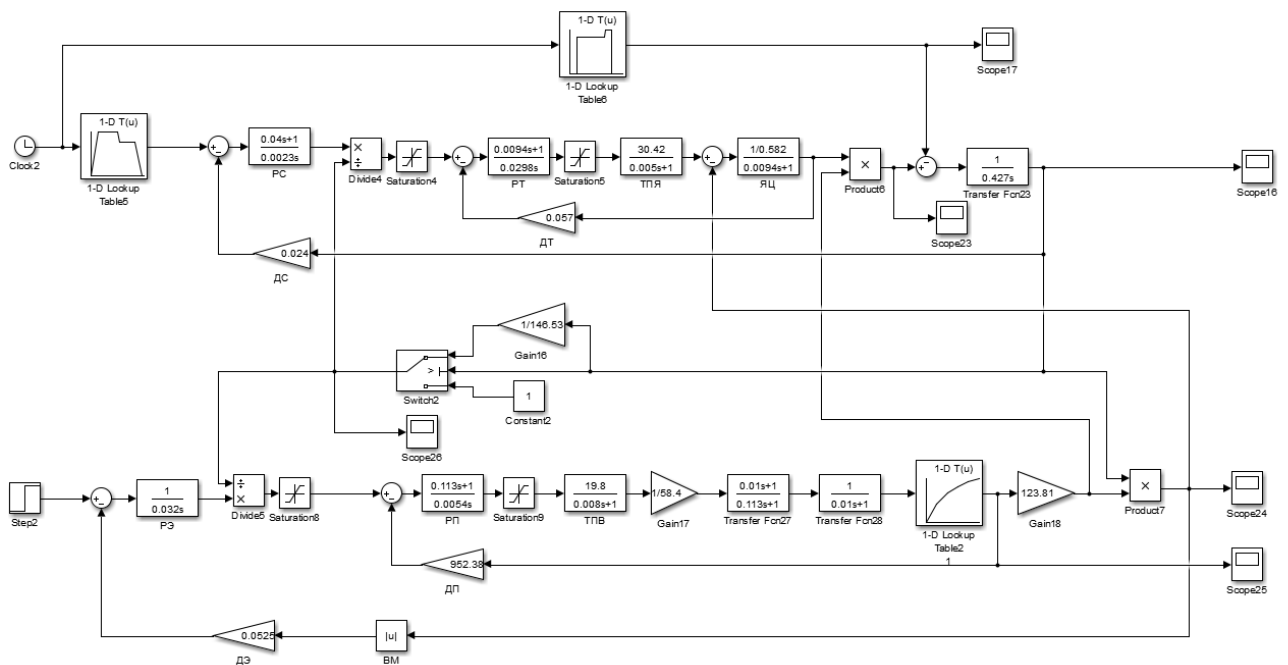 1-D T(u)
1-D Lookup
Table6
Scope17
Clock2
1-D T(u)
1-D Lookup
Table5
0.04s+1
0.0023s
РС
×
÷
Divide4
Saturation4
0.0094s+1
0.0298s
РТ
Saturation5
30.42
0.005s+1
ТПЯ
1/0.582
0.0094s+1
ЯЦ
×
Product6
1
0.427s
Transfer Fcn23
Scope16
0.057
ДТ
Scope23
0.024
ДС
1/146.53
Gain16
>
Switch2
1
Constant2
Scope26
Step2
1
0.032s
РЭ
÷
×
Divide5
Saturation8
0.113s+1
0.0054s
РП
Saturation9
19.8
0.008s+1
ТПВ
1/58.4
Gain17
0.01s+1
0.113s+1
Transfer Fcn27
1
0.01s+1
Transfer Fcn28
1-D T(u)
1-D Lookup
Table2
1
123.81
Gain18
×
Product7
Scope24
952.38
ДП
Scope25
0.0525
ДЭ
|u|
ВМ